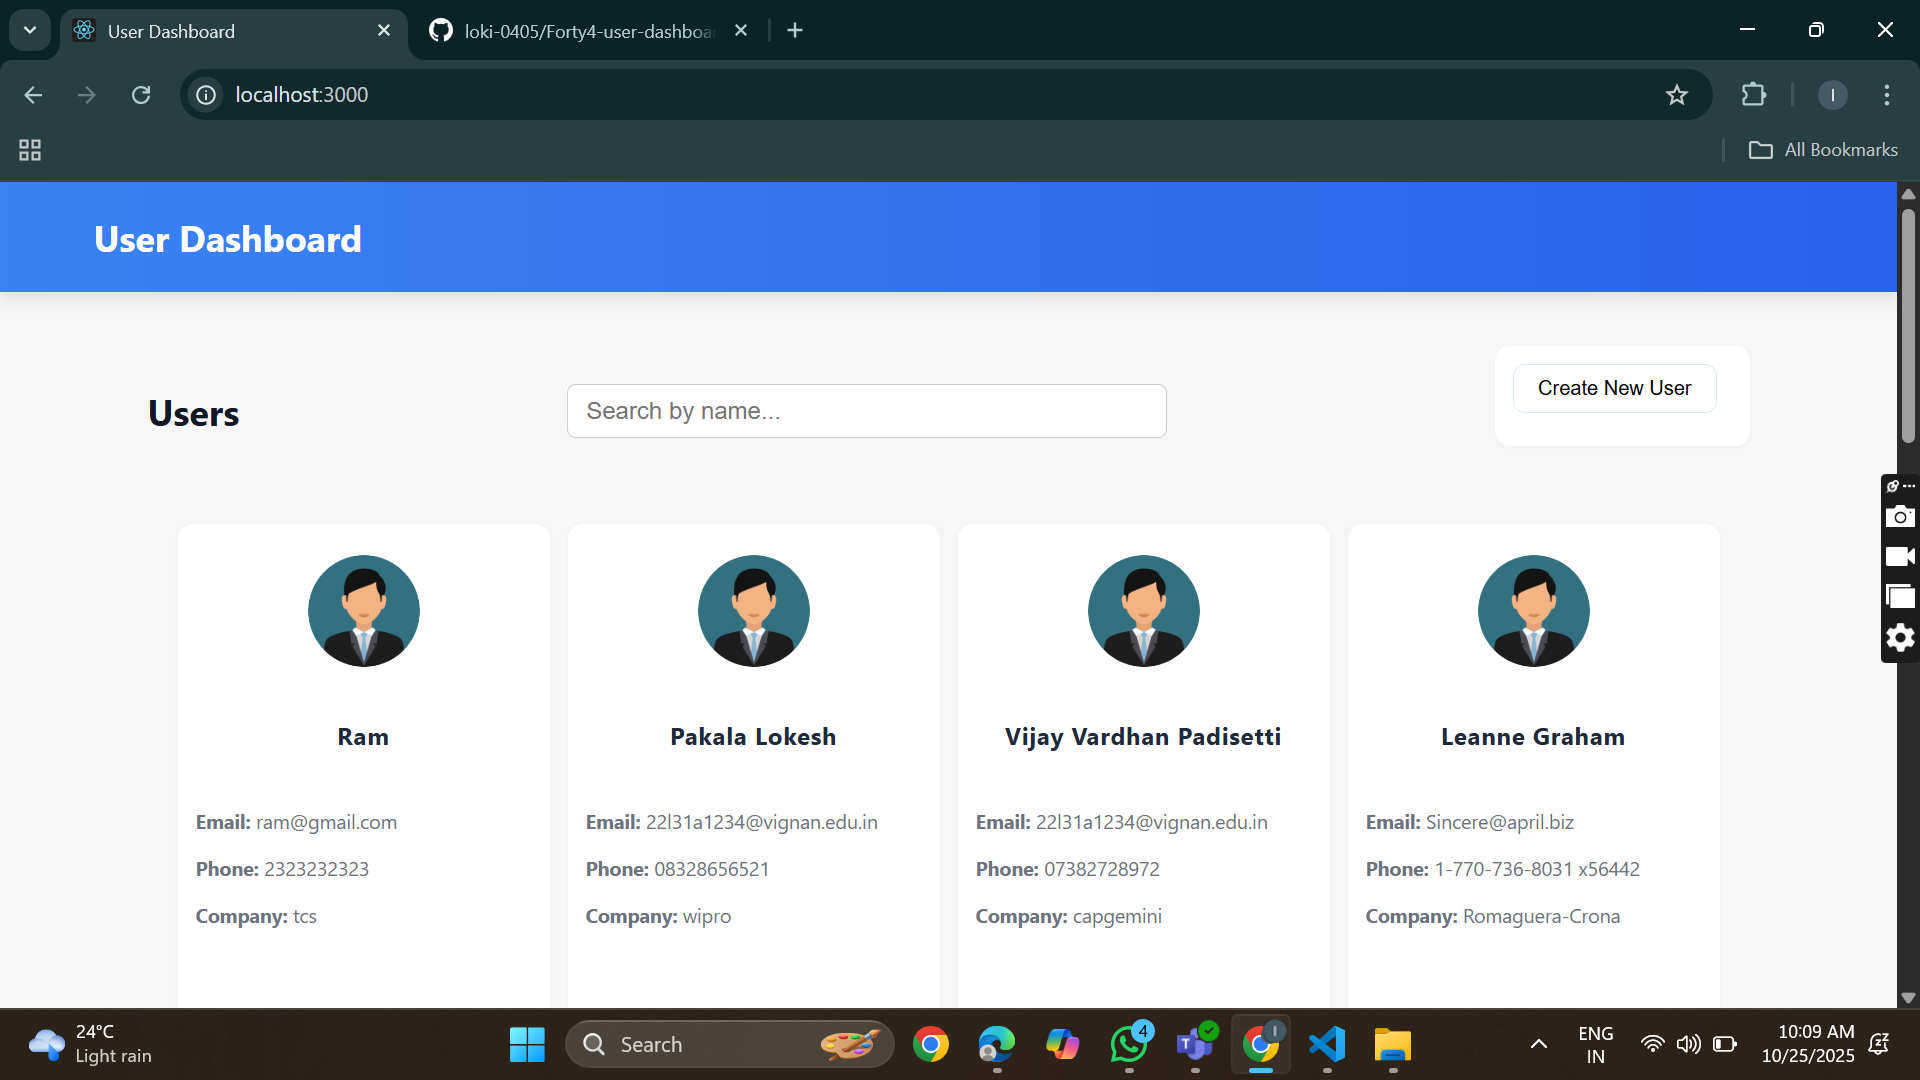 User Dashboard
loki-0405/Forty4-user-dashboa
localhost:3000
I
All Bookmarks
User Dashboard
Users
Search by name...
Create New User
Ram
Email: ram@gmail.com
Phone: 2323232323
Company: tcs
Pakala Lokesh
Email: 22l31a1234@vignan.edu.in
Phone: 08328656521
Company: wipro
Vijay Vardhan Padisetti
Email: 22l31a1234@vignan.edu.in
Phone: 07382728972
Company: capgemini
Leanne Graham
Email: Sincere@april.biz
Phone: 1-770-736-8031 x56442
Company: Romaguera-Crona
24°C
Light rain
Search
4
T
I
ENG
IN
10:09 AM
10/25/2025